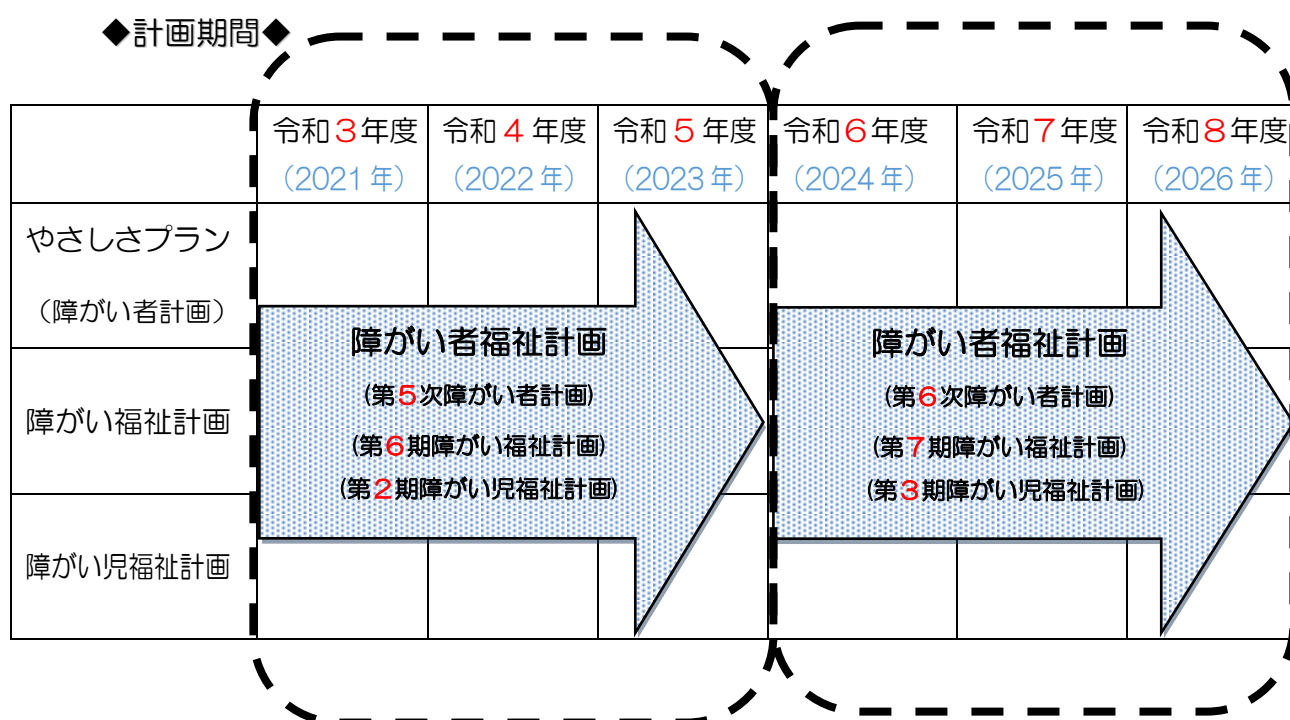 ◆計画期間◆
令和3年度 令和4年度 令和5年度 令和6年度 令和7年度 令和8年度
（2021年） （2022年） （2023年） （2024年） （2025年） （2026年）
やさしさプラン
（障がい者計画）
障がい福祉計画
障がい児福祉計画
障がい者福祉計画
(第5次障がい者計画)
(第6期障がい福祉計画)
(第2期障がい児福祉計画)
障がい者福祉計画
(第6次障がい者計画)
(第7期障がい福祉計画)
(第3期障がい児福祉計画)